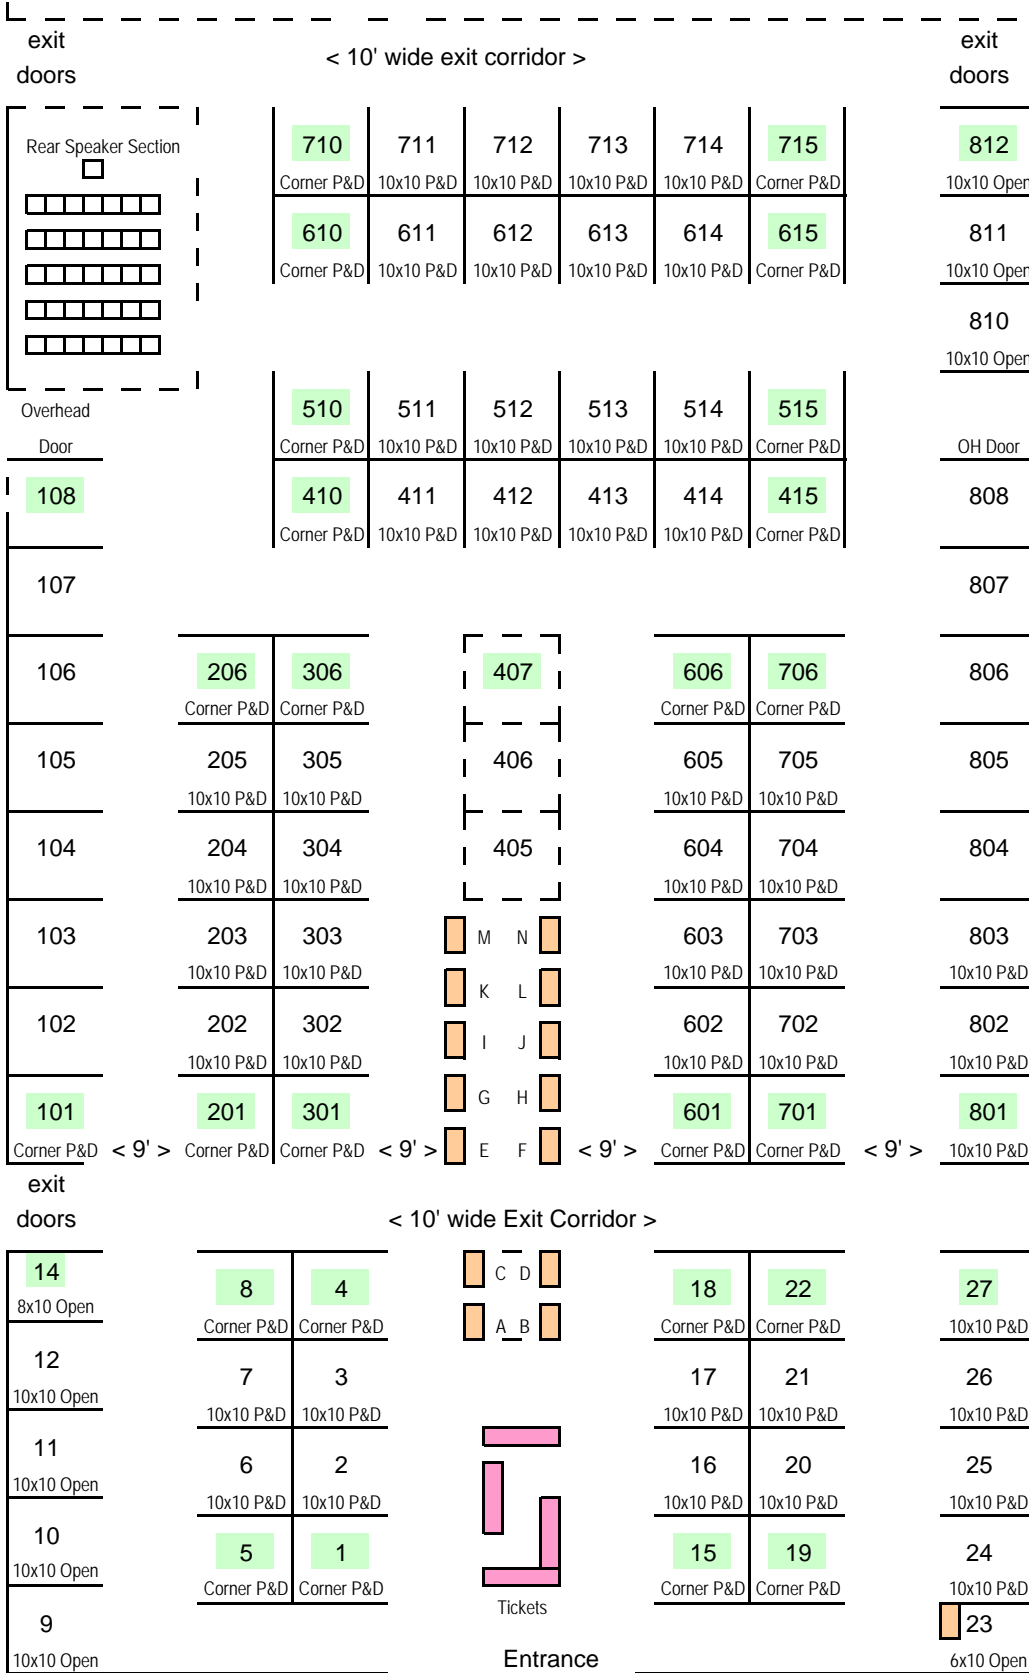 exit < 10' wide exit corridor > exit
doors doors
Rear Speaker Section 710 711 712 713 714 715 812
Corner P&D 10x10 P&D 10x10 P&D 10x10 P&D 10x10 P&D Corner P&D 10x10 Open
610 611 612 613 614 615 811
Corner P&D 10x10 P&D 10x10 P&D 10x10 P&D 10x10 P&D Corner P&D 10x10 Open
810
10x10 Open
Overhead 510 511 512 513 514 515
Door Corner P&D 10x10 P&D 10x10 P&D 10x10 P&D 10x10 P&D Corner P&D OH Door
108 410 411 412 413 414 415 808
Corner P&D 10x10 P&D 10x10 P&D 10x10 P&D 10x10 P&D Corner P&D
107 807
106 206 306 407 606 706 806
Corner P&D Corner P&D Corner P&D Corner P&D
105 205 305 406 605 705 805
10x10 P&D 10x10 P&D 10x10 P&D 10x10 P&D
104 204 304 405 604 704 804
10x10 P&D 10x10 P&D 10x10 P&D 10x10 P&D
103 203 303 M N 603 703 803
10x10 P&D 10x10 P&D 10x10 P&D 10x10 P&D 10x10 P&D
K L
102 202 302 I J 602 702 802
10x10 P&D 10x10 P&D 10x10 P&D 10x10 P&D 10x10 P&D
101 201 301 G H 601 701 801
Corner P&D < 9' > Corner P&D Corner P&D < 9' > E F < 9' > Corner P&D Corner P&D < 9' > 10x10 P&D
exit
doors < 10' wide Exit Corridor >
14 8 4 C D 18 22 27
8x10 Open Corner P&D Corner P&D A B Corner P&D Corner P&D 10x10 P&D
12 7 3 17 21 26
10x10 Open 10x10 P&D 10x10 P&D 10x10 P&D 10x10 P&D 10x10 P&D
11 6 2 16 20 25
10x10 Open 10x10 P&D 10x10 P&D 10x10 P&D 10x10 P&D 10x10 P&D
10 5 1 15 19 24
10x10 Open Corner P&D Corner P&D Corner P&D Corner P&D 10x10 P&D
Tickets
9 23
10x10 Open Entrance 6x10 Open